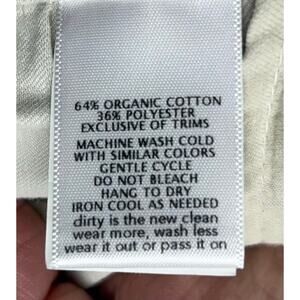 64% ORGANIC COTTON
36% POLYESTER
EXCLUSIVE OF TRIMS
MACHINE WASH COLD
WITH SIMILAR COLORS
GENTLE CYCLE
DO NOT BLEACH
HANG TO DRY
IRON COOL AS NEEDED
dirty is the new clean
wear more, wash less
wear it out or pass it on